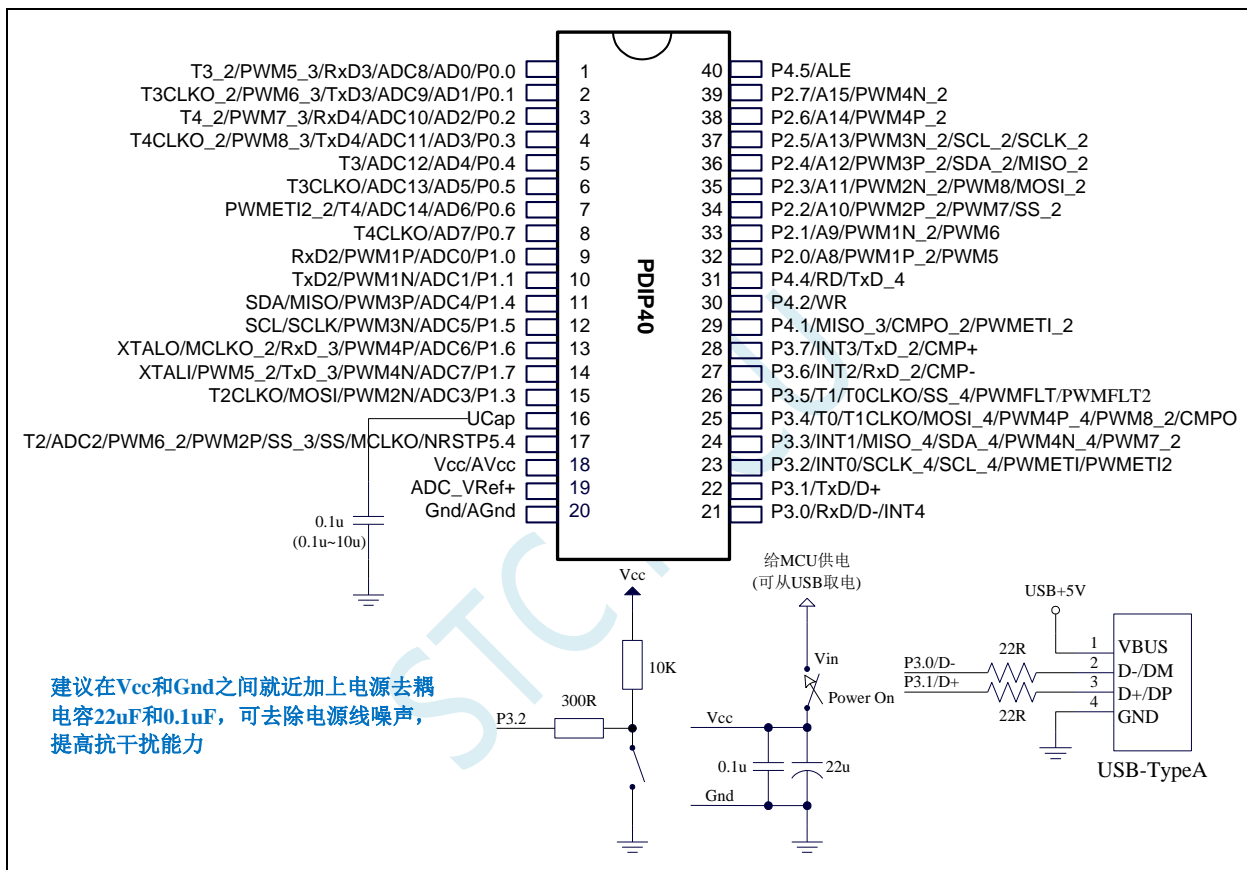 T3_2/PWM5_3/RxD3/ADC8/AD0/P0.0 1 40 P4.5/ALE
T3CLKO_2/PWM6_3/TxD3/ADC9/AD1/P0.1 2 39 P2.7/A15/PWM4N_2
T4_2/PWM7_3/RxD4/ADC10/AD2/P0.2 3 38 P2.6/A14/PWM4P_2
T4CLKO_2/PWM8_3/TxD4/ADC11/AD3/P0.3 4 37 P2.5/A13/PWM3N_2/SCL_2/SCLK_2
T3/ADC12/AD4/P0.4 5 36 P2.4/A12/PWM3P_2/SDA_2/MISO_2
T3CLKO/ADC13/AD5/P0.5 6 35 P2.3/A11/PWM2N_2/PWM8/MOSI_2
PWMETI2_2/T4/ADC14/AD6/P0.6 7 34 P2.2/A10/PWM2P_2/PWM7/SS_2
T4CLKO/AD7/P0.7 8 33 P2.1/A9/PWM1N_2/PWM6
RxD2/PWM1P/ADC0/P1.0 9 32 P2.0/A8/PWM1P_2/PWM5
TxD2/PWM1N/ADC1/P1.1 10 31 P4.4/RD/TxD_4
SDA/MISO/PWM3P/ADC4/P1.4 11 30 P4.2/WR
SCL/SCLK/PWM3N/ADC5/P1.5 12 29 P4.1/MISO_3/CMPO_2/PWMETI_2
XTALO/MCLKO_2/RxD_3/PWM4P/ADC6/P1.6 13 28 P3.7/INT3/TxD_2/CMP+
XTALI/PWM5_2/TxD_3/PWM4N/ADC7/P1.7 14 27 P3.6/INT2/RxD_2/CMP-
T2CLKO/MOSI/PWM2N/ADC3/P1.3 15 26 P3.5/T1/T0CLKO/SS_4/PWMFLT/PWMFLT2
UCap 16 25 P3.4/T0/T1CLKO/MOSI_4/PWM4P_4/PWM8_2/CMPO
T2/ADC2/PWM6_2/PWM2P/SS_3/SS/MCLKO/NRSTP5.4 17 24 P3.3/INT1/MISO_4/SDA_4/PWM4N_4/PWM7_2
Vcc/AVcc 18 23 P3.2/INT0/SCLK_4/SCL_4/PWMETI/PWMETI2
ADC_VRef+ 19 22 P3.1/TxD/D+
Gnd/AGnd 20 21 P3.0/RxD/D-/INT4
PDIP40
0.1u
(0.1u~10u)
Vcc
10K
300R
P3.2
给MCU供电
(可从USB取电)
Vin
Power On
Vcc
0.1u 22u
Gnd
USB+5V
P3.0/D- 22R
P3.1/D+ 22R
1 VBUS
2 D-/DM
3 D+/DP
4 GND
USB-TypeA
建议在Vcc和Gnd之间就近加上电源去耦
电容22uF和0.1uF，可去除电源线噪声，
提高抗干扰能力